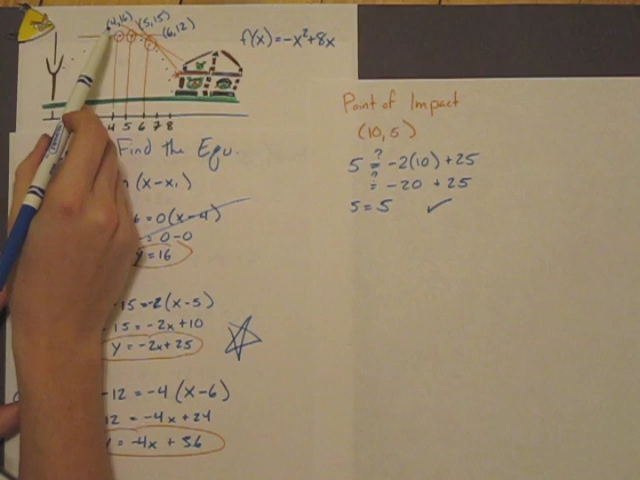 (4,16) (5,15)
(6,12)
f(x)=-x²+8x
4 5 6 7 8
Find the Equ.
(x-x₁)
6=0(x-4)
=0-0
y=16
-15=-2(x-5)
15=-2x+10
y=-2x+25
-12=-4(x-6)
12=-4x+24
=-4x+36
Point of Impact
(10,5)
5 ≟ -2(10)+25
≟ -20 +25
5=5 ✓